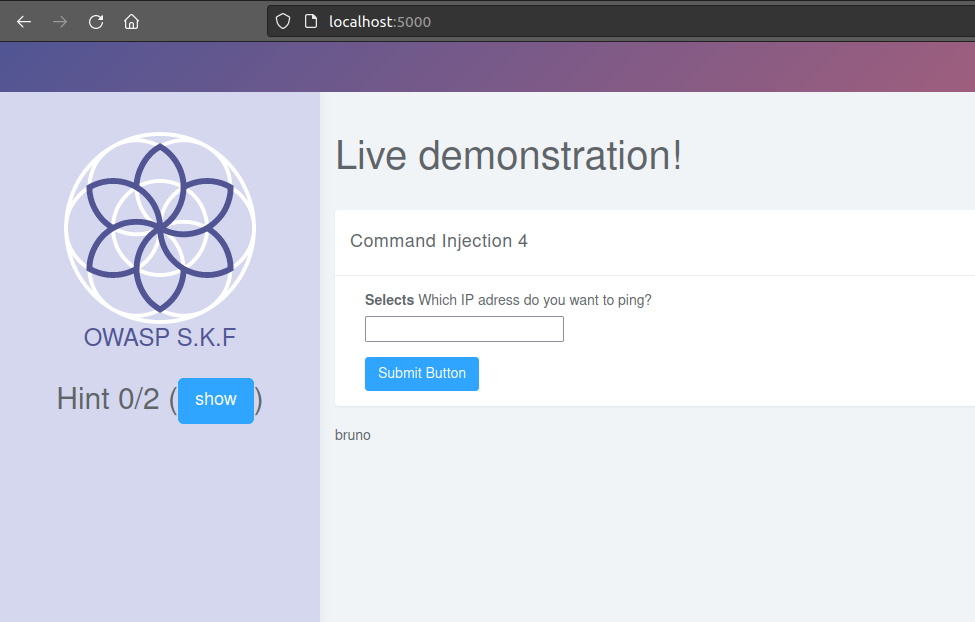 localhost:5000
OWASP S.K.F
Hint 0/2 (show)
Live demonstration!
Command Injection 4
Selects Which IP adress do you want to ping?
Submit Button
bruno